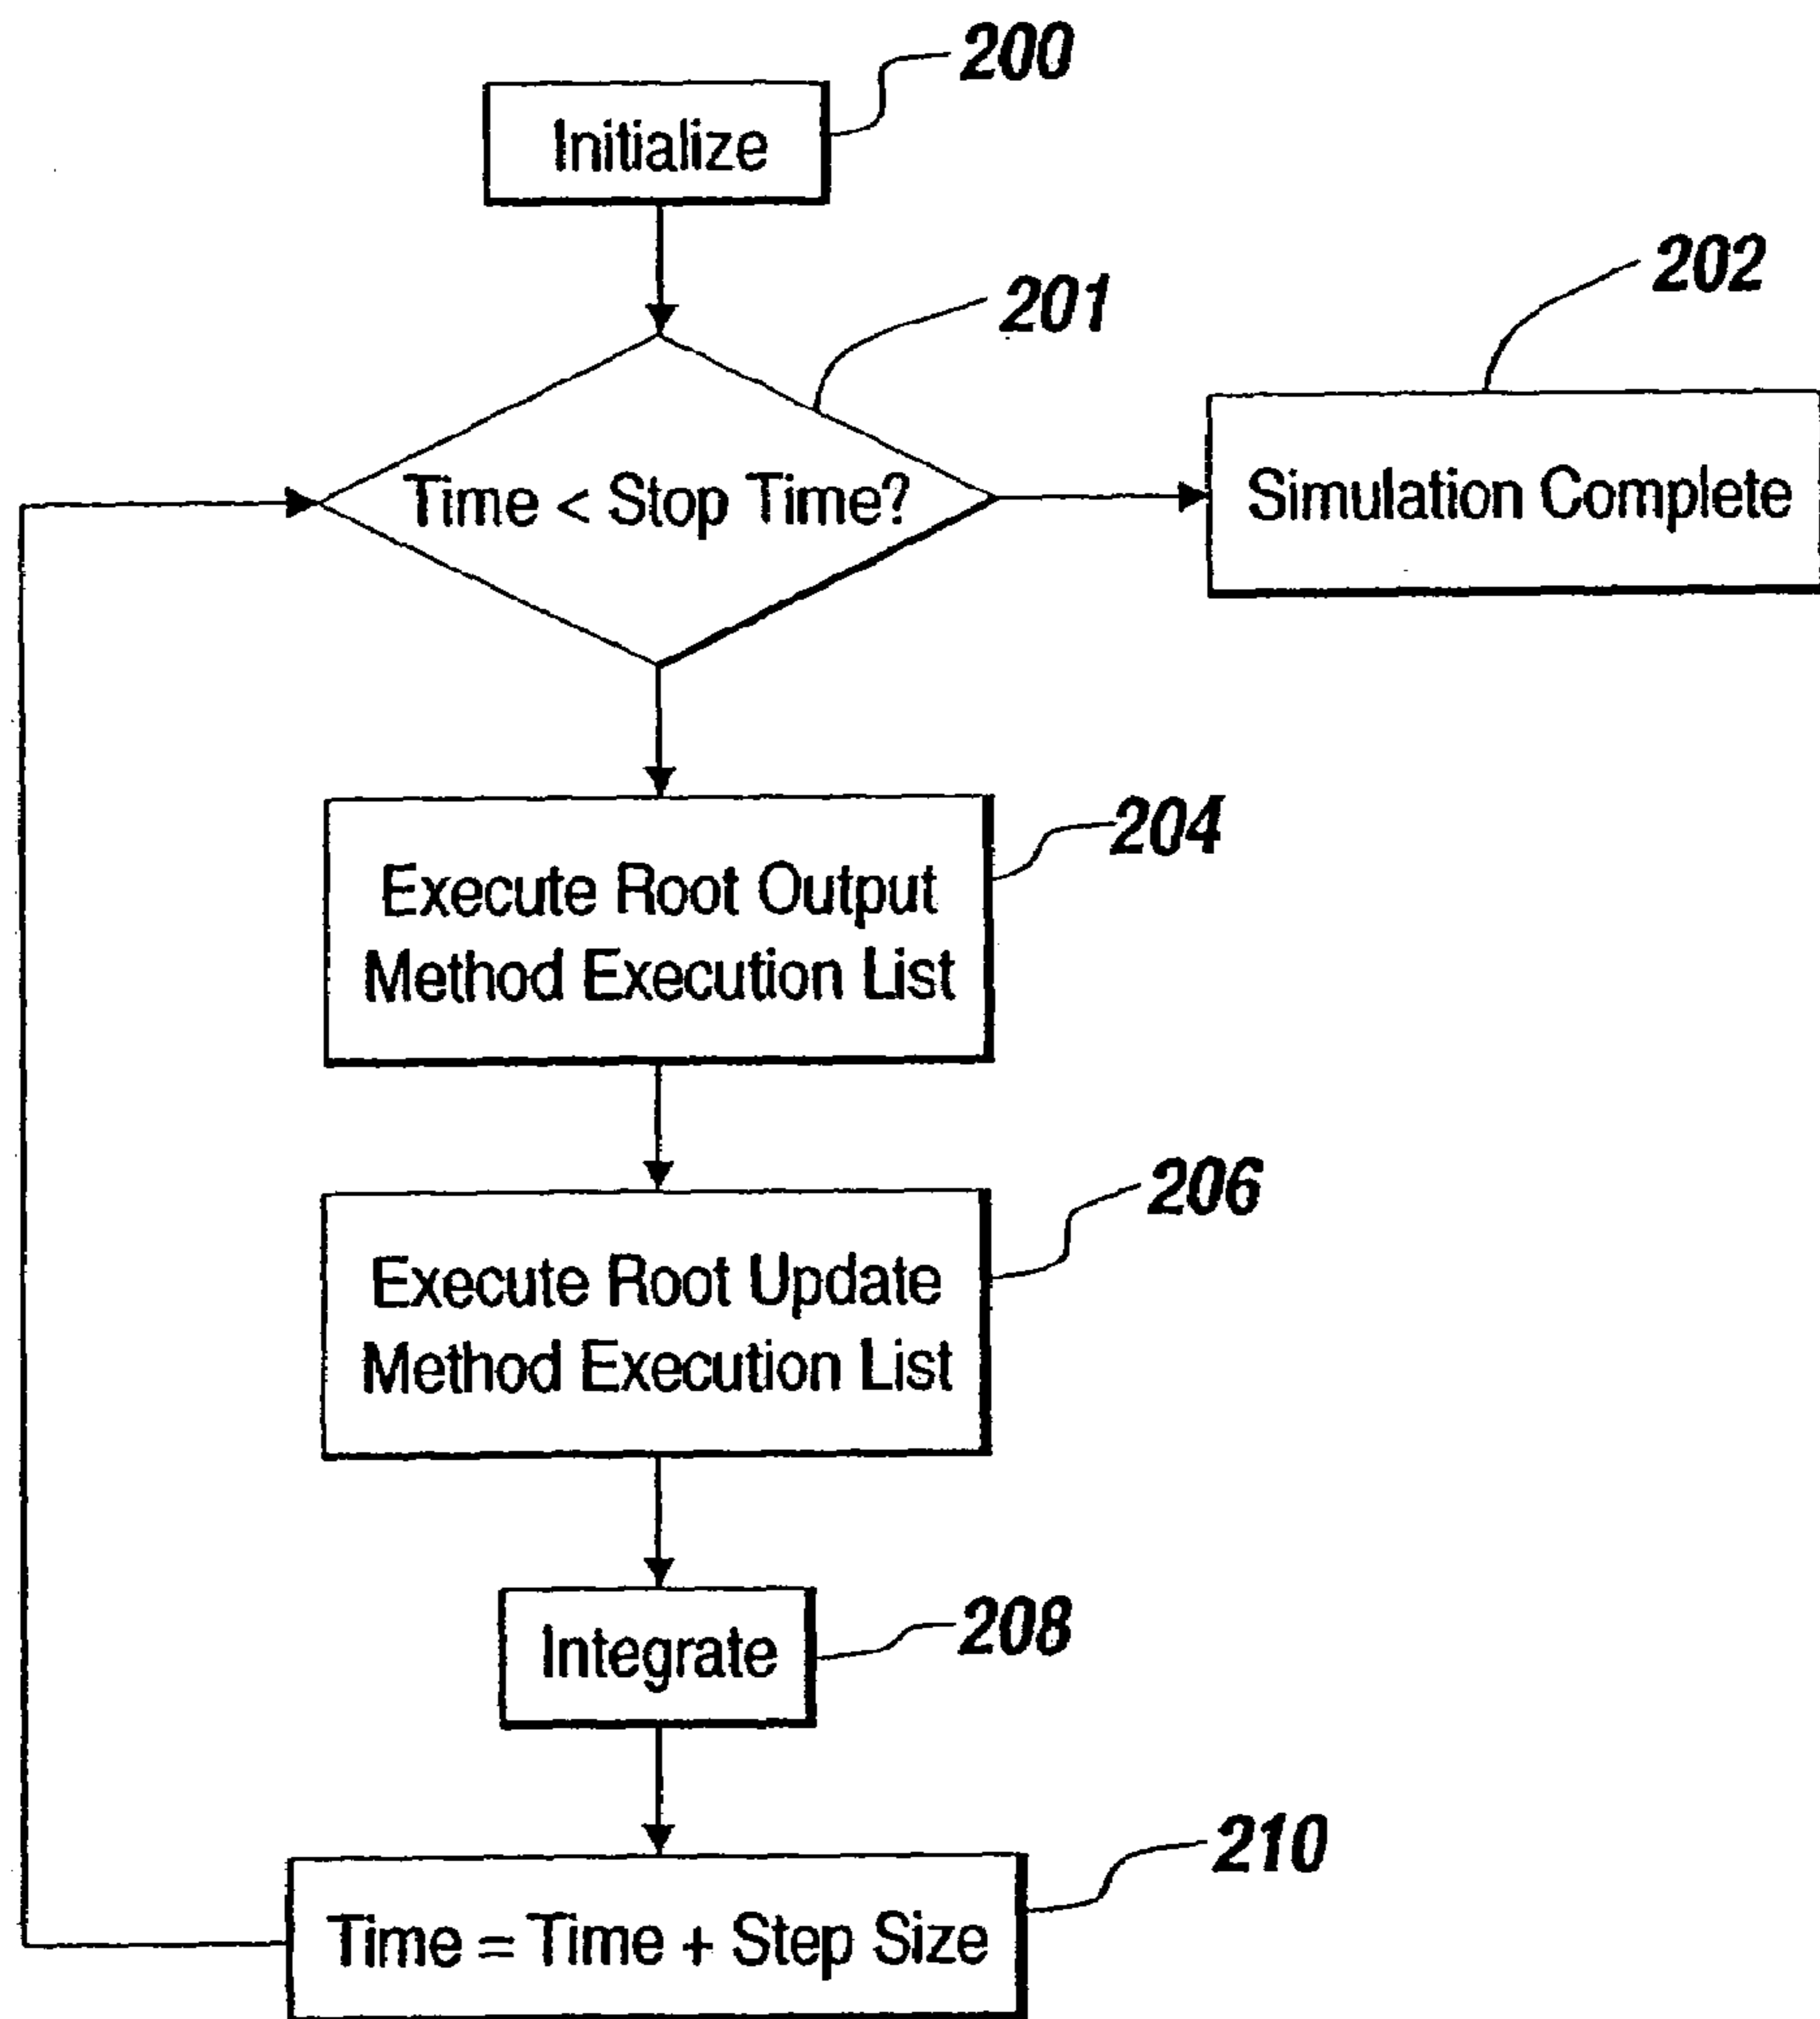 200
Initialize
201
202
Time < Stop Time?
Simulation Complete
204
Execute Root Output
Method Execution List
206
Execute Root Update
Method Execution List
208
Integrate
210
Time = Time + Step Size